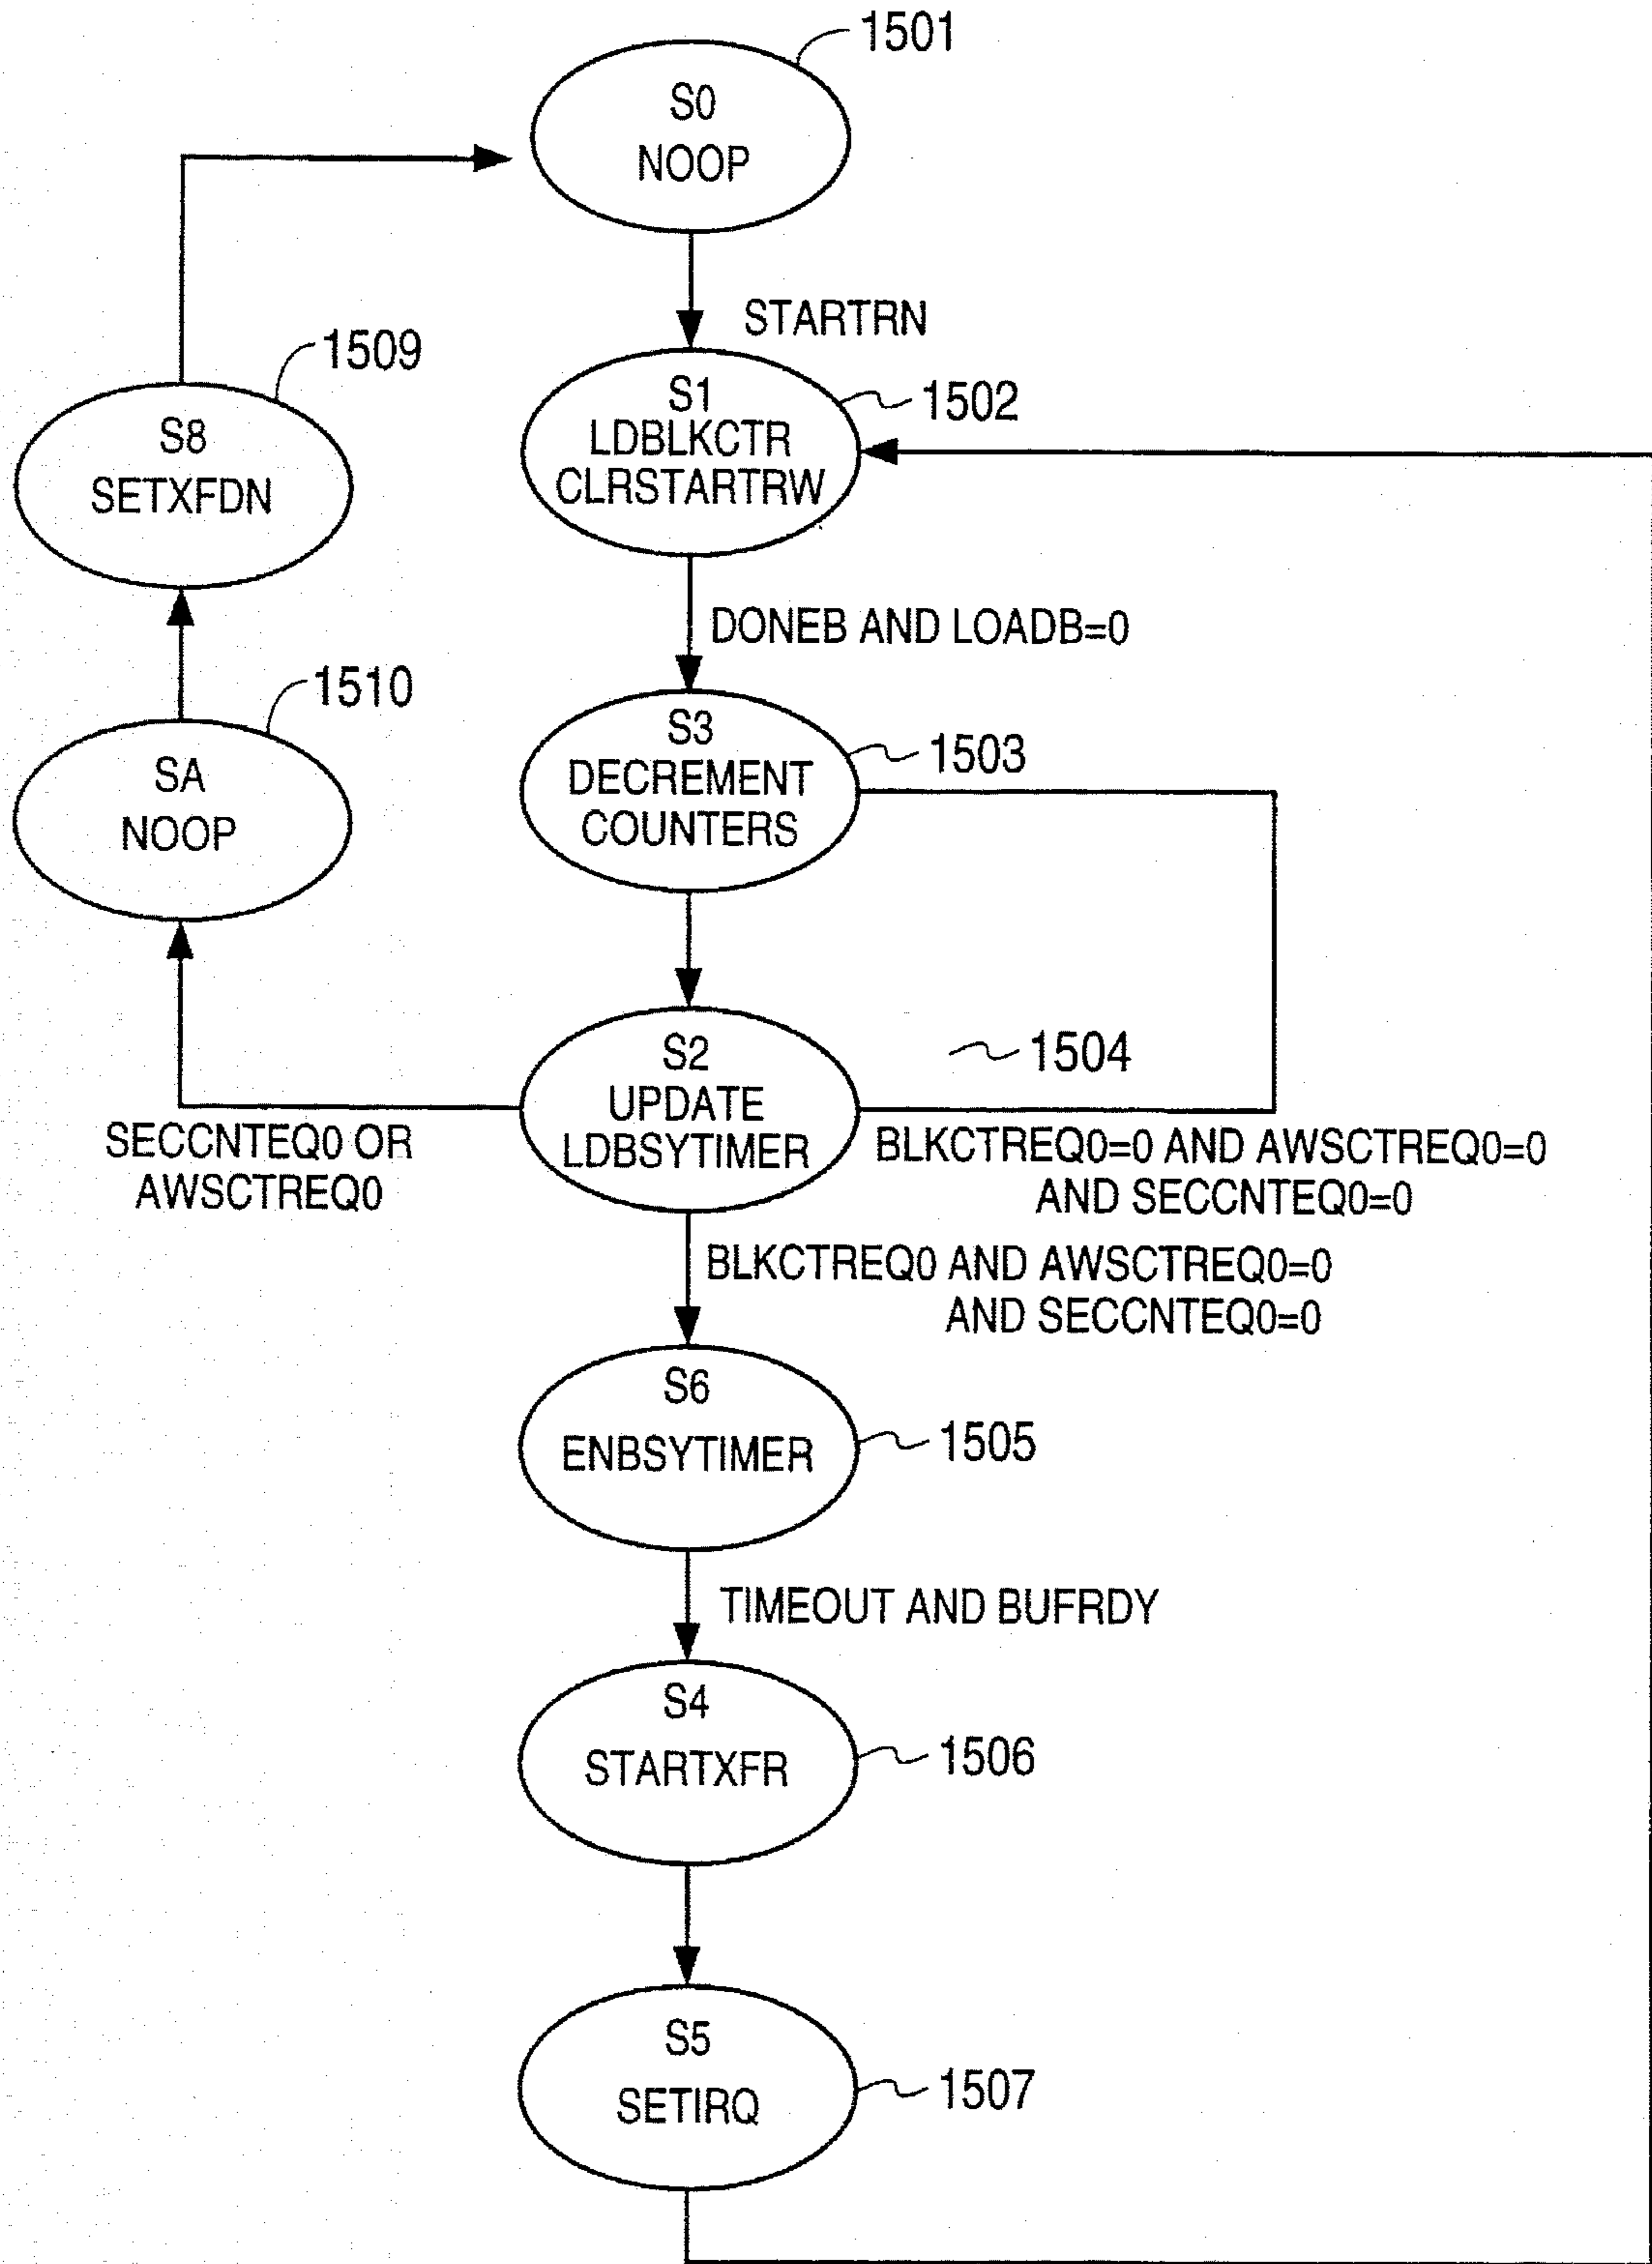 1501
S0
NOOP
STARTRN
1509
S8
SETXFDN
S1
LDBLKCTR
CLRSTARTRW
1502
DONEB AND LOADB=0
1510
SA
NOOP
S3
DECREMENT
COUNTERS
1503
S2
UPDATE
LDBSYTIMER
1504
SECCNTEQ0 OR
AWSCTREQ0
BLKCTREQ0=0 AND AWSCTREQ0=0
AND SECCNTEQ0=0
BLKCTREQ0 AND AWSCTREQ0=0
AND SECCNTEQ0=0
S6
ENBSYTIMER
1505
TIMEOUT AND BUFRDY
S4
STARTXFR
1506
S5
SETIRQ
1507